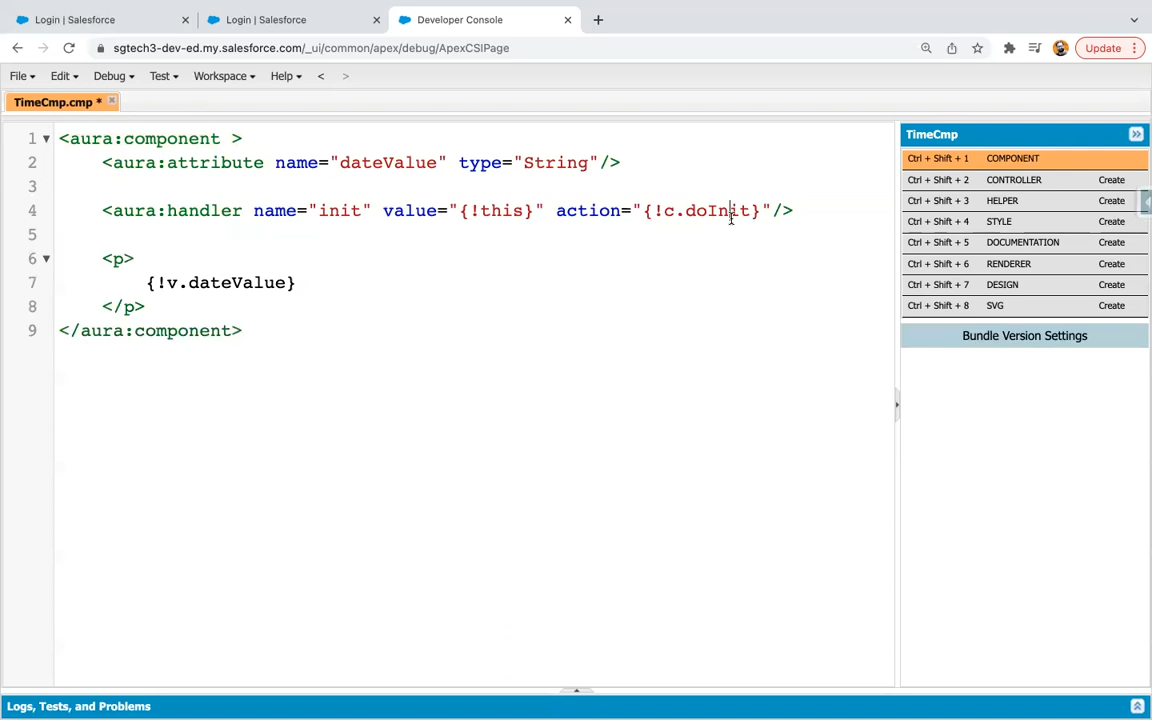 Login | Salesforce
Login | Salesforce
Developer Console
sgtech3-dev-ed.my.salesforce.com/_ui/common/apex/debug/ApexCSIPage
Update
File Edit Debug Test Workspace Help < >
TimeCmp.cmp *
1 <aura:component >
2 <aura:attribute name="dateValue" type="String"/>
3
4 <aura:handler name="init" value="{!this}" action="{!c.doInit}"/>
5
6 <p>
7 {!v.dateValue}
8 </p>
9 </aura:component>
TimeCmp
Ctrl + Shift + 1 COMPONENT
Ctrl + Shift + 2 CONTROLLER Create
Ctrl + Shift + 3 HELPER Create
Ctrl + Shift + 4 STYLE Create
Ctrl + Shift + 5 DOCUMENTATION Create
Ctrl + Shift + 6 RENDERER Create
Ctrl + Shift + 7 DESIGN Create
Ctrl + Shift + 8 SVG Create
Bundle Version Settings
Logs, Tests, and Problems